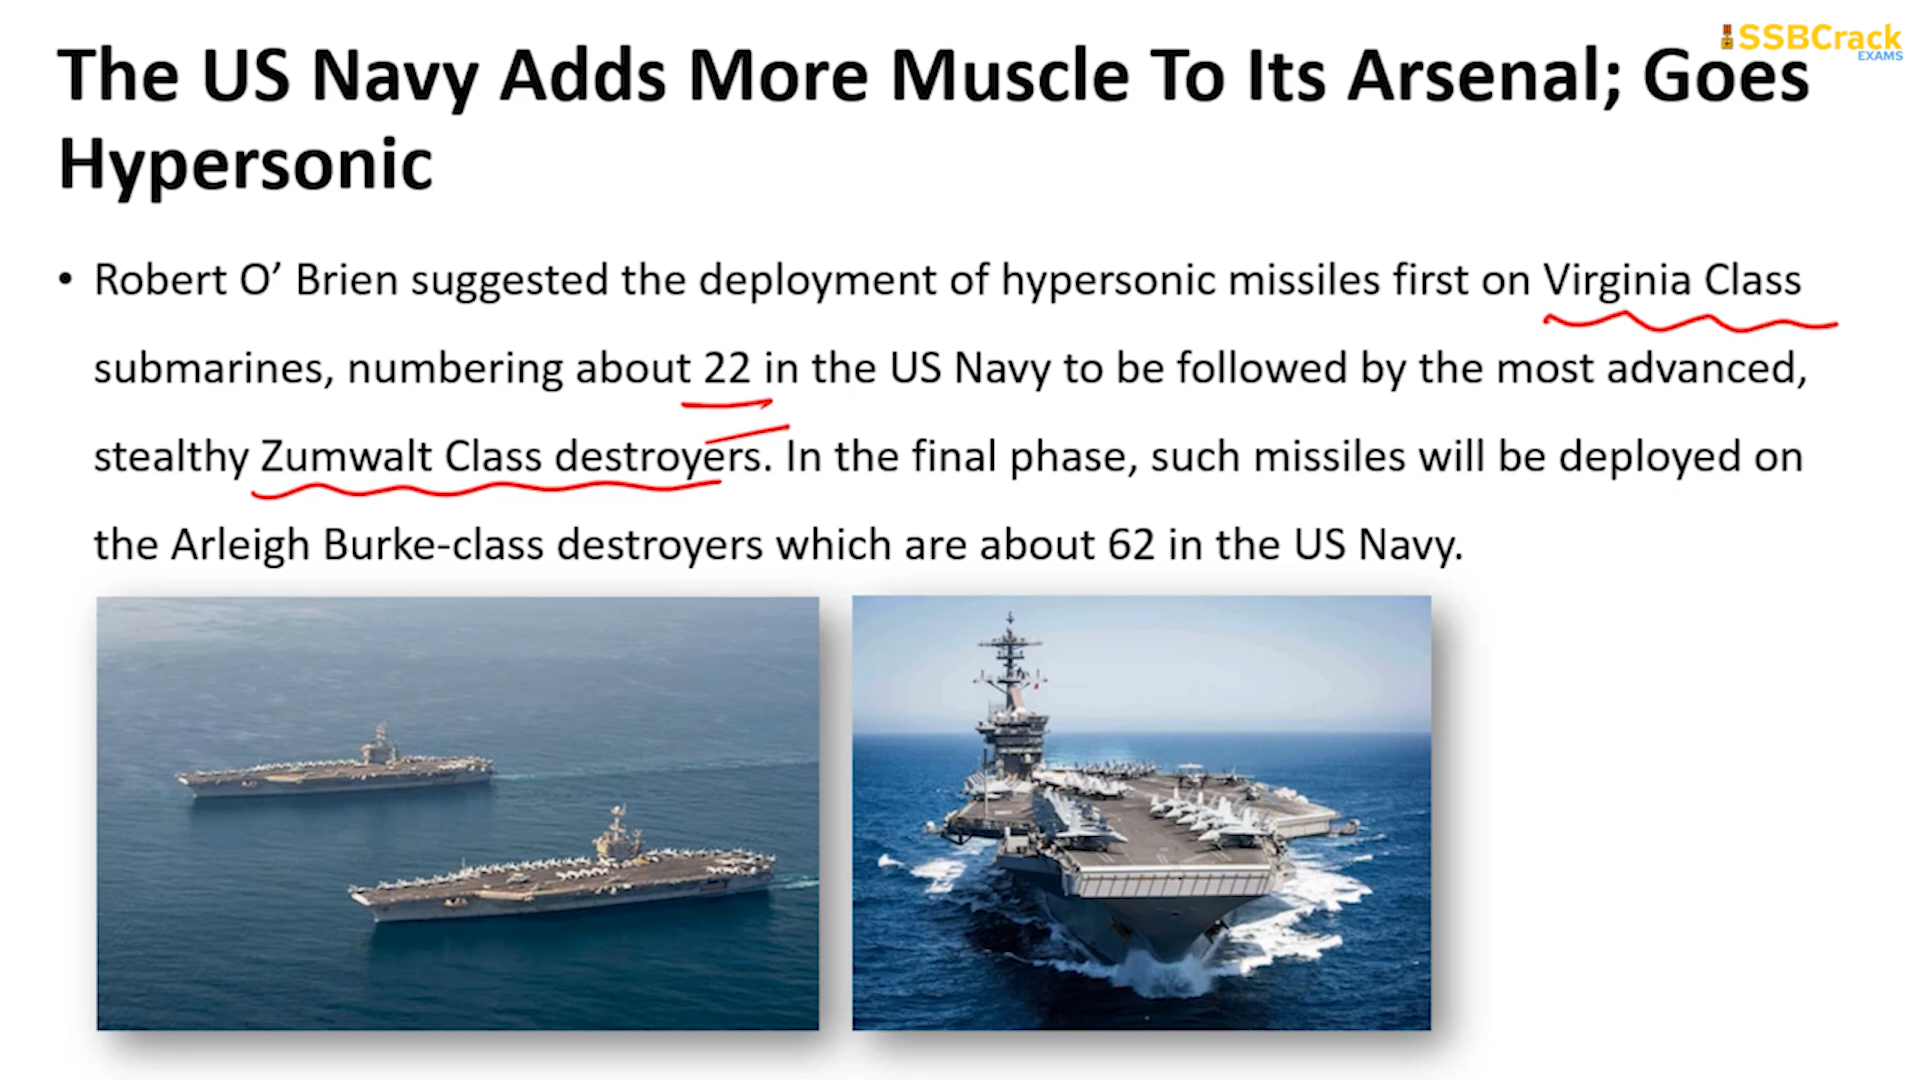 SSBCrack
EXAMS
The US Navy Adds More Muscle To Its Arsenal; Goes
Hypersonic
• Robert O’ Brien suggested the deployment of hypersonic missiles first on Virginia Class
submarines, numbering about 22 in the US Navy to be followed by the most advanced,
stealthy Zumwalt Class destroyers. In the final phase, such missiles will be deployed on
the Arleigh Burke-class destroyers which are about 62 in the US Navy.